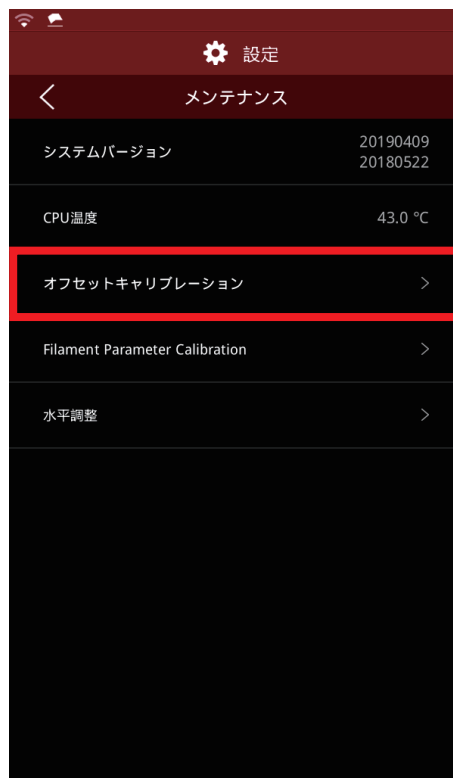 設定
メンテナンス
システムバージョン
20190409
20180522
CPU温度
43.0 °C
オフセットキャリブレーション
Filament Parameter Calibration
水平調整